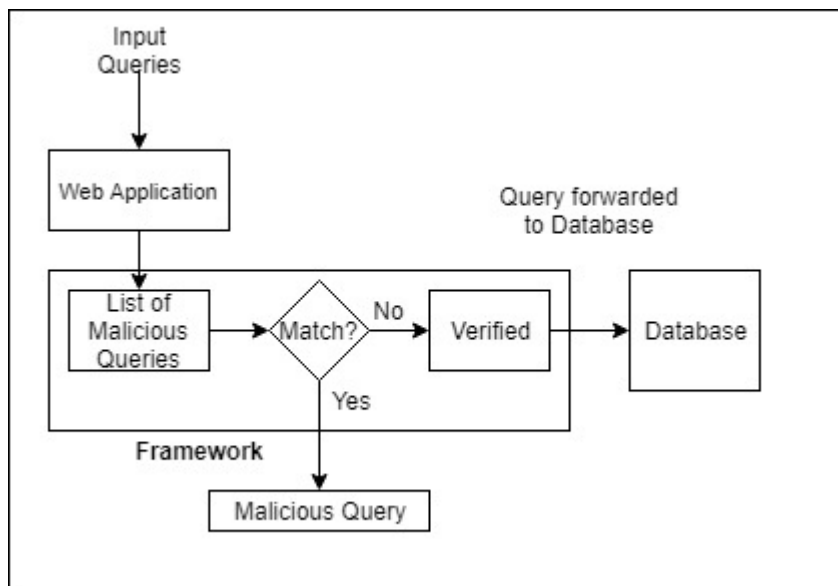 Input
Queries
Web Application
Query forwarded
to Database
List of
Malicious
Queries
Match?
No
Verified
Database
Yes
Framework
Malicious Query